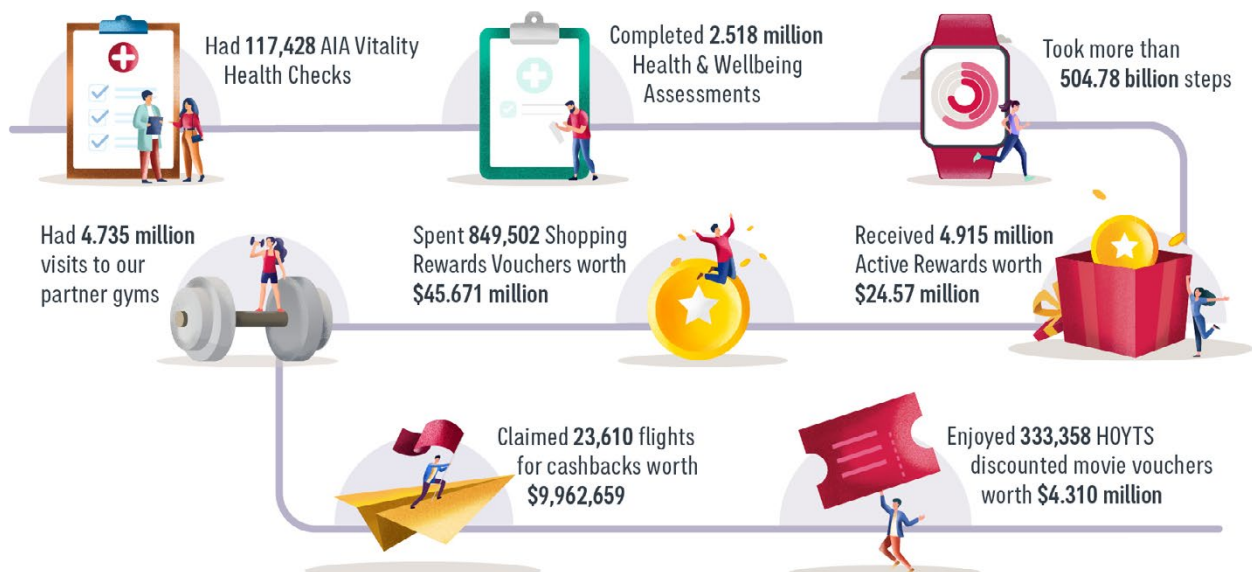 Had 117,428 AIA Vitality
Health Checks
Completed 2.518 million
Health & Wellbeing
Assessments
Took more than
504.78 billion steps
Had 4.735 million
visits to our
partner gyms
Spent 849,502 Shopping
Rewards Vouchers worth
$45.671 million
Received 4.915 million
Active Rewards worth
$24.57 million
Claimed 23,610 flights
for cashbacks worth
$9,962,659
Enjoyed 333,358 HOYTS
discounted movie vouchers
worth $4.310 million